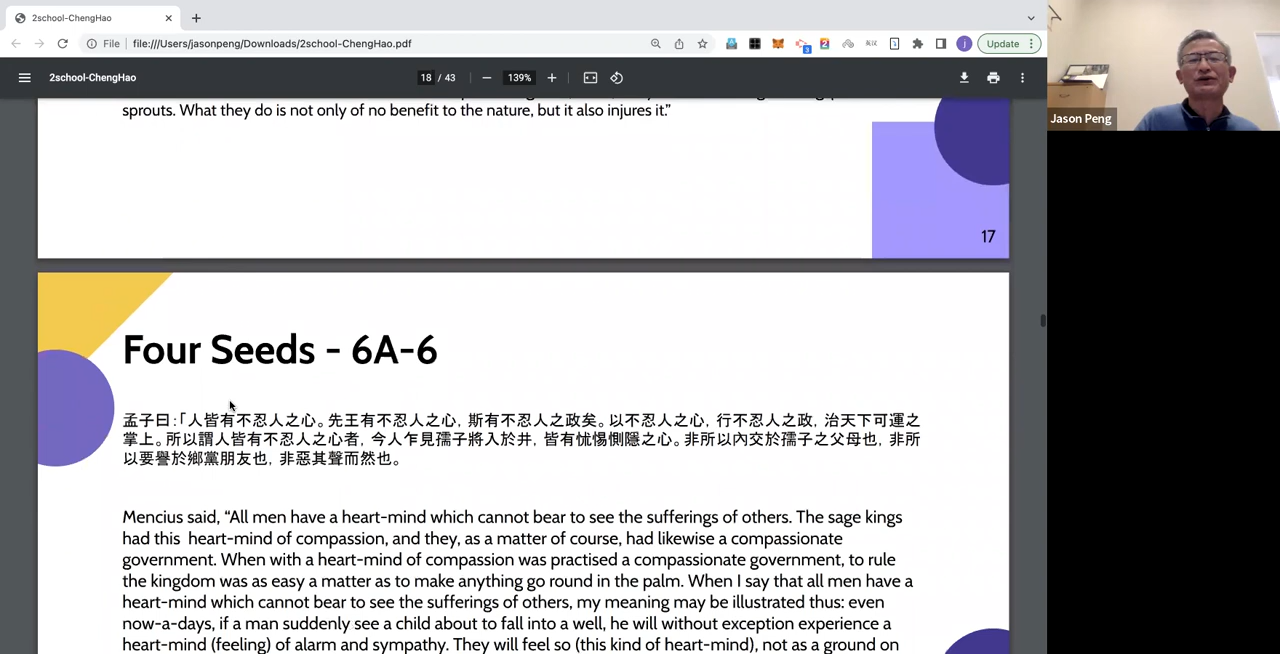 2school-ChengHao
File
file:///Users/jasonpeng/Downloads/2school-ChengHao.pdf
Update
2school-ChengHao
18 / 43
139%
Jason Peng
sprouts. What they do is not only of no benefit to the nature, but it also injures it.”
17
Four Seeds - 6A-6
孟子曰：「人皆有不忍人之心。先王有不忍人之心，斯有不忍人之政矣。以不忍人之心，行不忍人之政，治天下可運之
掌上。所以謂人皆有不忍人之心者，今人乍見孺子將入於井，皆有怵惕惻隱之心。非所以內交於孺子之父母也，非所
以要譽於鄉黨朋友也，非惡其聲而然也。
Mencius said, “All men have a heart-mind which cannot bear to see the sufferings of others. The sage kings
had this heart-mind of compassion, and they, as a matter of course, had likewise a compassionate
government. When with a heart-mind of compassion was practised a compassionate government, to rule
the kingdom was as easy a matter as to make anything go round in the palm. When I say that all men have a
heart-mind which cannot bear to see the sufferings of others, my meaning may be illustrated thus: even
now-a-days, if a man suddenly see a child about to fall into a well, he will without exception experience a
heart-mind (feeling) of alarm and sympathy. They will feel so (this kind of heart-mind), not as a ground on